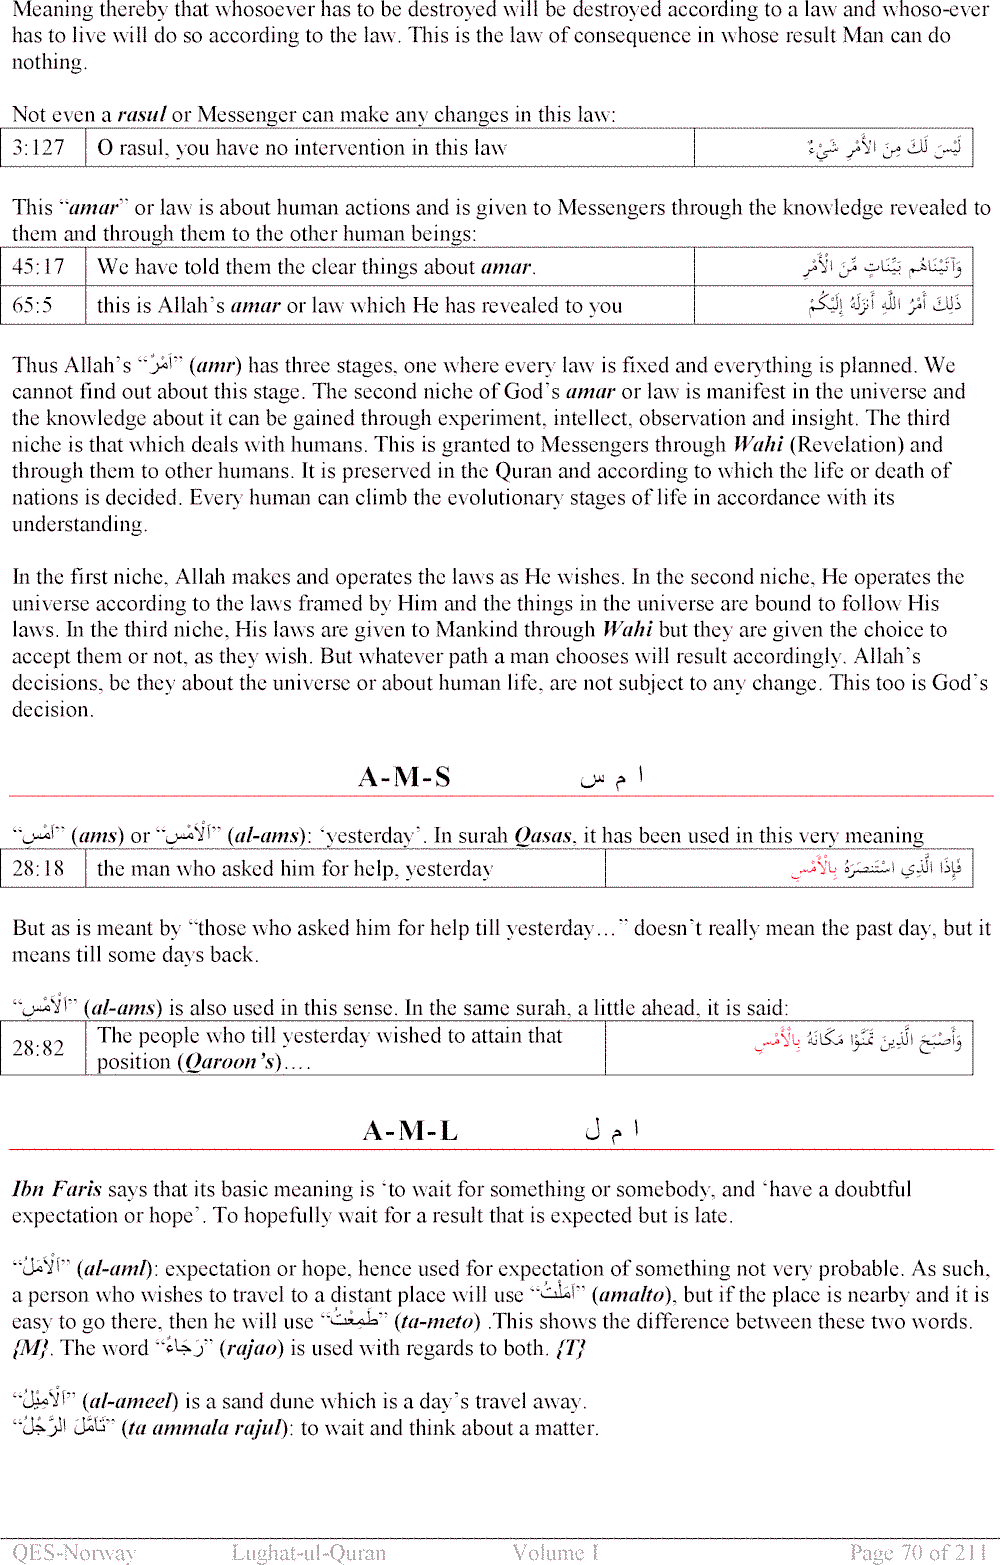 Meaning thereby that whosoever has to be destroyed will be destroyed according to a law and whoso-ever
has to live will do so according to the law. This is the law of consequence in whose result Man can do
nothing.
Not even a rasul or Messenger can make any changes in this law:
3:127 O rasul, you have no intervention in this law لَيْسَ لَكَ مِنَ الأَمْرِ شَيْءٌ
This “amar” or law is about human actions and is given to Messengers through the knowledge revealed to
them and through them to the other human beings:
45:17 We have told them the clear things about amar. وَآتَيْنَاهُم بَيِّنَاتٍ مِّنَ الْأَمْرِ
65:5 this is Allah’s amar or law which He has revealed to you ذَلِكَ أَمْرُ اللَّهِ أَنزَلَهُ إِلَيْكُمْ
Thus Allah’s “اَمْرٌ” (amr) has three stages, one where every law is fixed and everything is planned. We
cannot find out about this stage. The second niche of God’s amar or law is manifest in the universe and
the knowledge about it can be gained through experiment, intellect, observation and insight. The third
niche is that which deals with humans. This is granted to Messengers through Wahi (Revelation) and
through them to other humans. It is preserved in the Quran and according to which the life or death of
nations is decided. Every human can climb the evolutionary stages of life in accordance with its
understanding.
In the first niche, Allah makes and operates the laws as He wishes. In the second niche, He operates the
universe according to the laws framed by Him and the things in the universe are bound to follow His
laws. In the third niche, His laws are given to Mankind through Wahi but they are given the choice to
accept them or not, as they wish. But whatever path a man chooses will result accordingly. Allah’s
decisions, be they about the universe or about human life, are not subject to any change. This too is God’s
decision.
A-M-S ا م س
“اَمْسِ” (ams) or “اَلْاَمْسِ” (al-ams): ‘yesterday’. In surah Qasas, it has been used in this very meaning
28:18 the man who asked him for help, yesterday فَإِذَا الَّذِي اسْتَنصَرَهُ بِالْأَمْسِ
But as is meant by “those who asked him for help till yesterday…” doesn’t really mean the past day, but it
means till some days back.
“اَلْاَمْسِ” (al-ams) is also used in this sense. In the same surah, a little ahead, it is said:
28:82 The people who till yesterday wished to attain that وَأَصْبَحَ الَّذِينَ تَمَنَّوْا مَكَانَهُ بِالْأَمْسِ
position (Qaroon’s)….
A-M-L ا م ل
Ibn Faris says that its basic meaning is ‘to wait for something or somebody, and ‘have a doubtful
expectation or hope’. To hopefully wait for a result that is expected but is late.
“اَلْاَمَلُ” (al-aml): expectation or hope, hence used for expectation of something not very probable. As such,
a person who wishes to travel to a distant place will use “اَمَلْتُ” (amalto), but if the place is nearby and it is
easy to go there, then he will use “طَمِعْتُ” (ta-meto) .This shows the difference between these two words.
{M}. The word “رَجَاءٌ” (rajao) is used with regards to both. {T}
“اَلْاَمِيْلُ” (al-ameel) is a sand dune which is a day’s travel away.
“تَاَمَّلَ الرَّجُلُ” (ta ammala rajul): to wait and think about a matter.
QES-Norway Lughat-ul-Quran Volume I Page 70 of 211